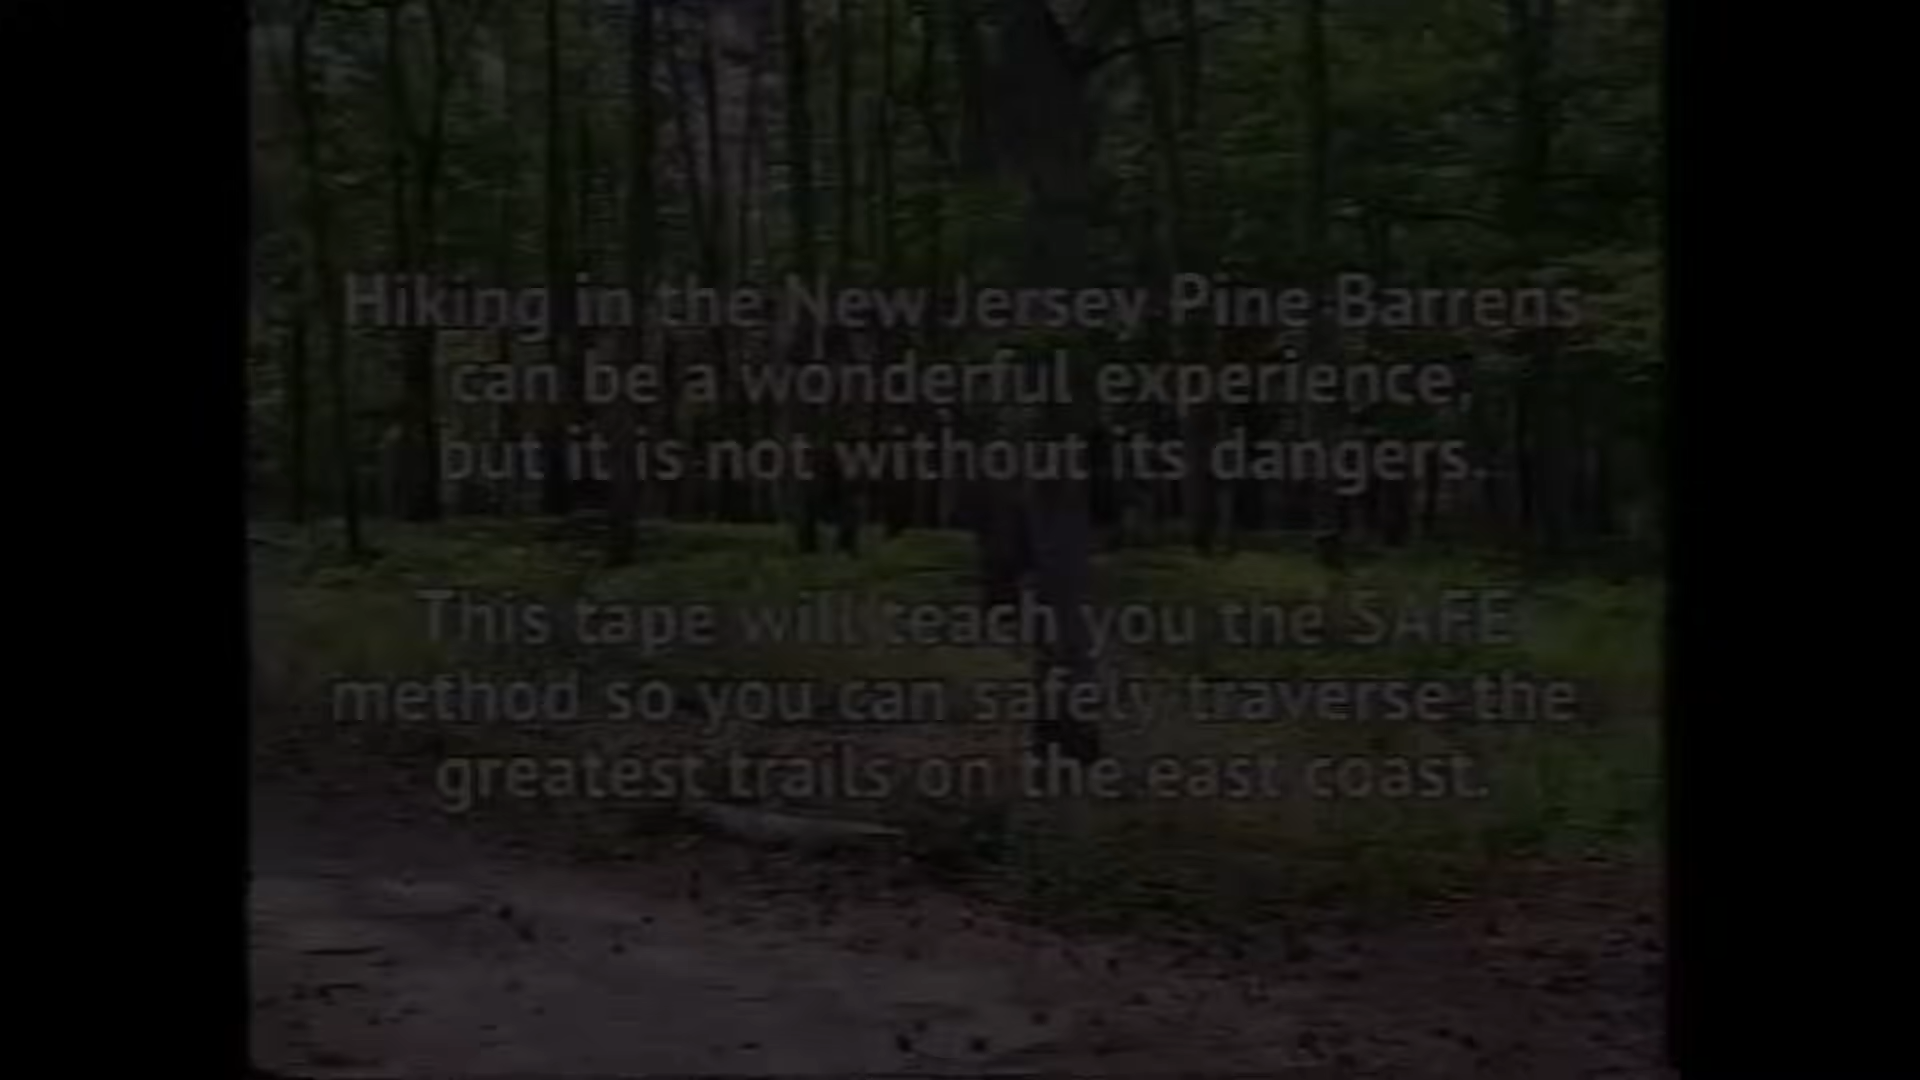 Hiking in the New Jersey Pine Barrens
can be a wonderful experience,
but it is not without its dangers.
This tape will teach you the SAFE
method so you can safely traverse the
greatest trails on the east coast.